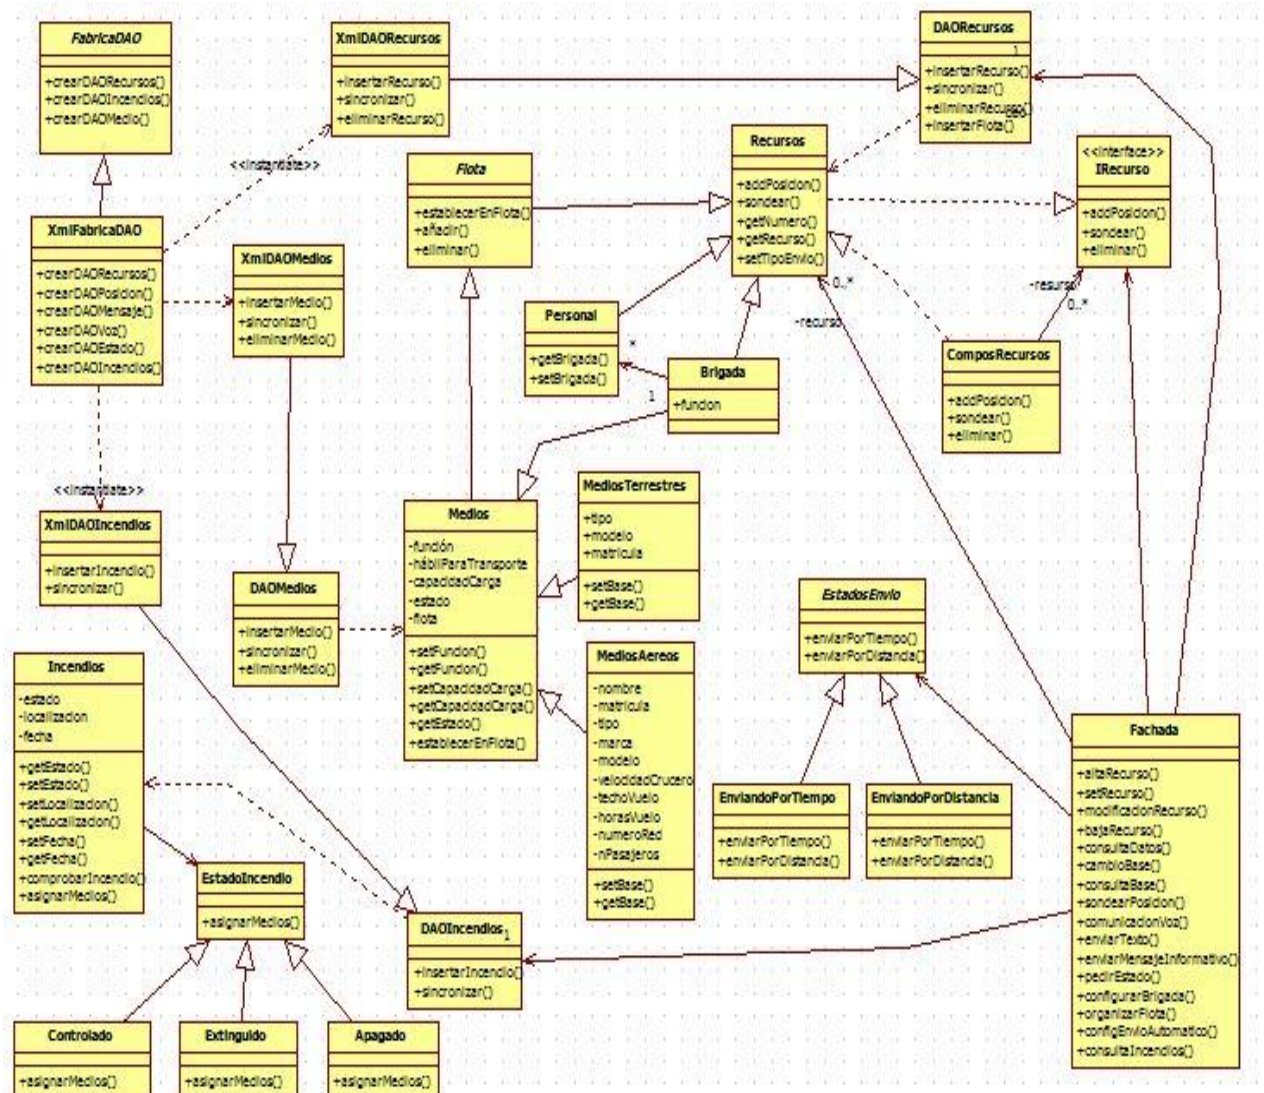 FabricaDAO
+crearDAORecursos()
+crearDAOIncendios()
+crearDAOMedio()
XmlDAORecursos
+insertarRecurso()
+sincronizar()
+eliminarRecurso()
DAORecursos
1
+insertarRecurso()
+sincronizar()
+eliminarRecurso()
+insertarFlota()
<<instantiate>>
Flota
+establecerEnFlota()
+añadir()
+eliminar()
Recursos
+addPosicion()
+sondear()
+getNumero()
+getRecurso()
+setTipoEnvio()
<<interface>>
IRecurso
+addPosicion()
+sondear()
+eliminar()
XmlFabricaDAO
+crearDAORecursos()
+crearDAOPosicion()
+crearDAOMensaje()
+crearDAOVoz()
+crearDAOEstado()
+crearDAOIncendios()
XmlDAOMedios
+insertarMedio()
+sincronizar()
+eliminarMedio()
0..*
-recurso
-resurso
0..*
Personal
+getBrigada()
+setBrigada()
*
1
Brigada
+funcion
ComposRecursos
+addPosicion()
+sondear()
+eliminar()
<<instantiate>>
XmlDAOIncendios
+insertarIncendio()
+sincronizar()
Medios
-función
-hábilParaTransporte
-capacidadCarga
-estado
-flota
+setFuncion()
+getFuncion()
+setCapacidadCarga()
+getCapacidadCarga()
+getEstado()
+establecerEnFlota()
MediosTerrestres
+tipo
+modelo
+matricula
+setBase()
+getBase()
DAOMedios
+insertarMedio()
+sincronizar()
+eliminarMedio()
EstadosEnvio
+enviarPorTiempo()
+enviarPorDistancia()
Incendios
-estado
-localizacion
-fecha
+getEstado()
+setEstado()
+setLocalizacion()
+getLocalizacion()
+setFecha()
+getFecha()
+comprobarIncendio()
+asignarMedios()
MediosAereos
-nombre
-matricula
-tipo
-marca
-modelo
-velocidadCrucero
-techoVuelo
-horasVuelo
-numeroRed
-nPasajeros
+setBase()
+getBase()
EnviandoPorTiempo
+enviarPorTiempo()
+enviarPorDistancia()
EnviandoPorDistancia
+enviarPorTiempo()
+enviarPorDistancia()
Fachada
+altaRecurso()
+setRecurso()
+modificacionRecurso()
+bajaRecurso()
+consultaDatos()
+cambioBase()
+consultaBase()
+sondearPosicion()
+comunicacionVoz()
+enviarTexto()
+enviarMensajeInformativo()
+pedirEstado()
+configurarBrigada()
+organizarFlota()
+configEnvioAutomatico()
+consultaIncendios()
EstadoIncendio
+asignarMedios()
DAOIncendios
1
+insertarIncendio()
+sincronizar()
Controlado
+asignarMedios()
Extinguido
+asignarMedios()
Apagado
+asignarMedios()